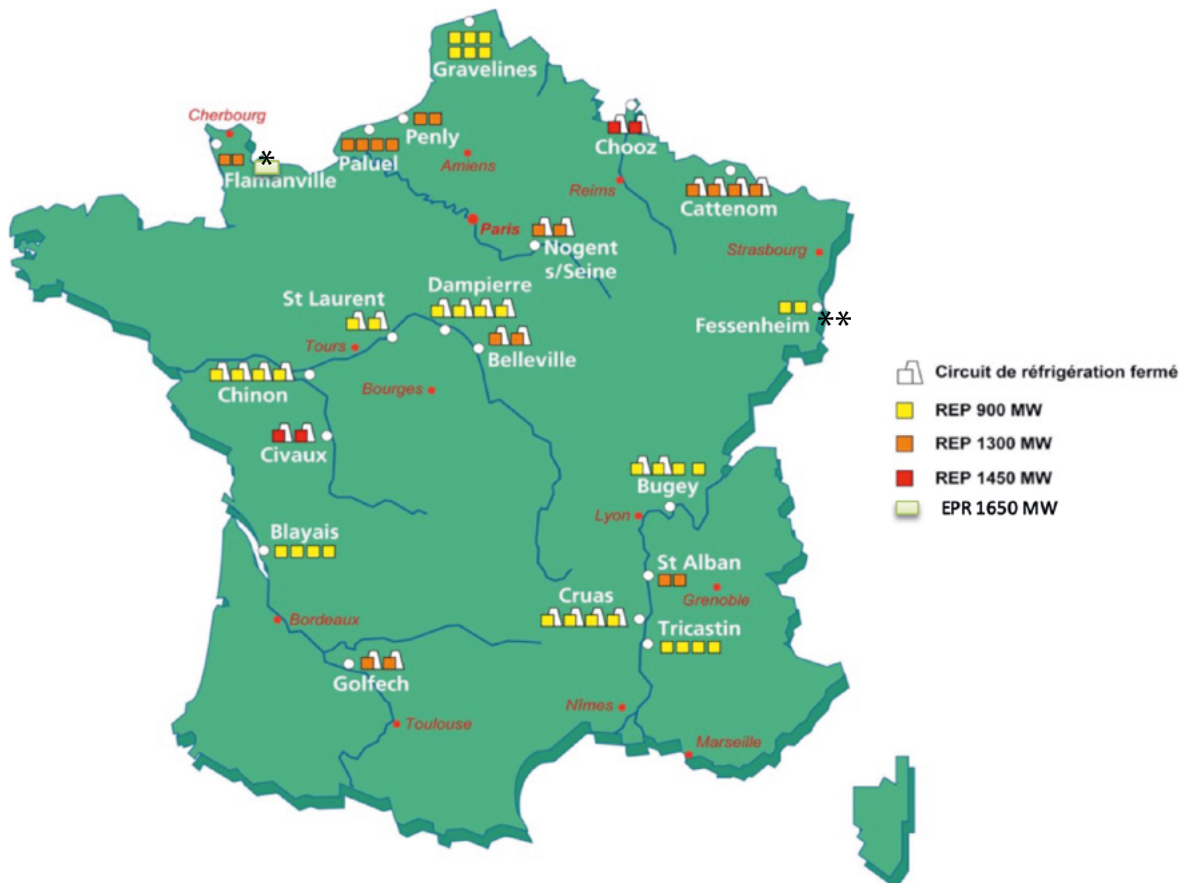 Gravelines
Cherbourg
Penly
Chooz
*
Paluel
Amiens
Flamanville
Reims
Cattenom
Paris
Nogent
s/Seine
Strasbourg
Dampierre
St Laurent
Fessenheim
**
Tours
Belleville
Circuit de réfrigération fermé
Chinon
Bourges
REP 900 MW
REP 1300 MW
Civaux
REP 1450 MW
Bugey
EPR 1650 MW
Lyon
Blayais
St Alban
Grenoble
Cruas
Bordeaux
Tricastin
Golfech
Nîmes
Toulouse
Marseille